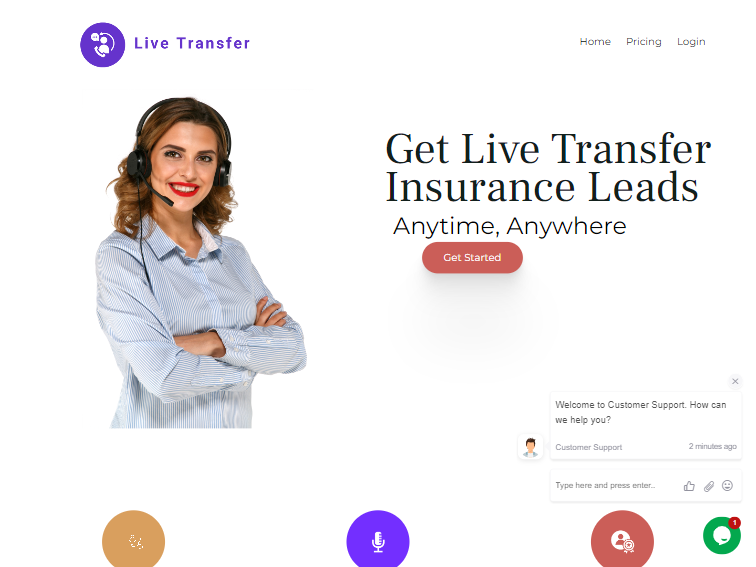 Live Transfer
Home Pricing Login
Get Live Transfer
Insurance Leads
Anytime, Anywhere
Get Started
Welcome to Customer Support. How can
we help you?
Customer Support 2 minutes ago
Type here and press enter..
1